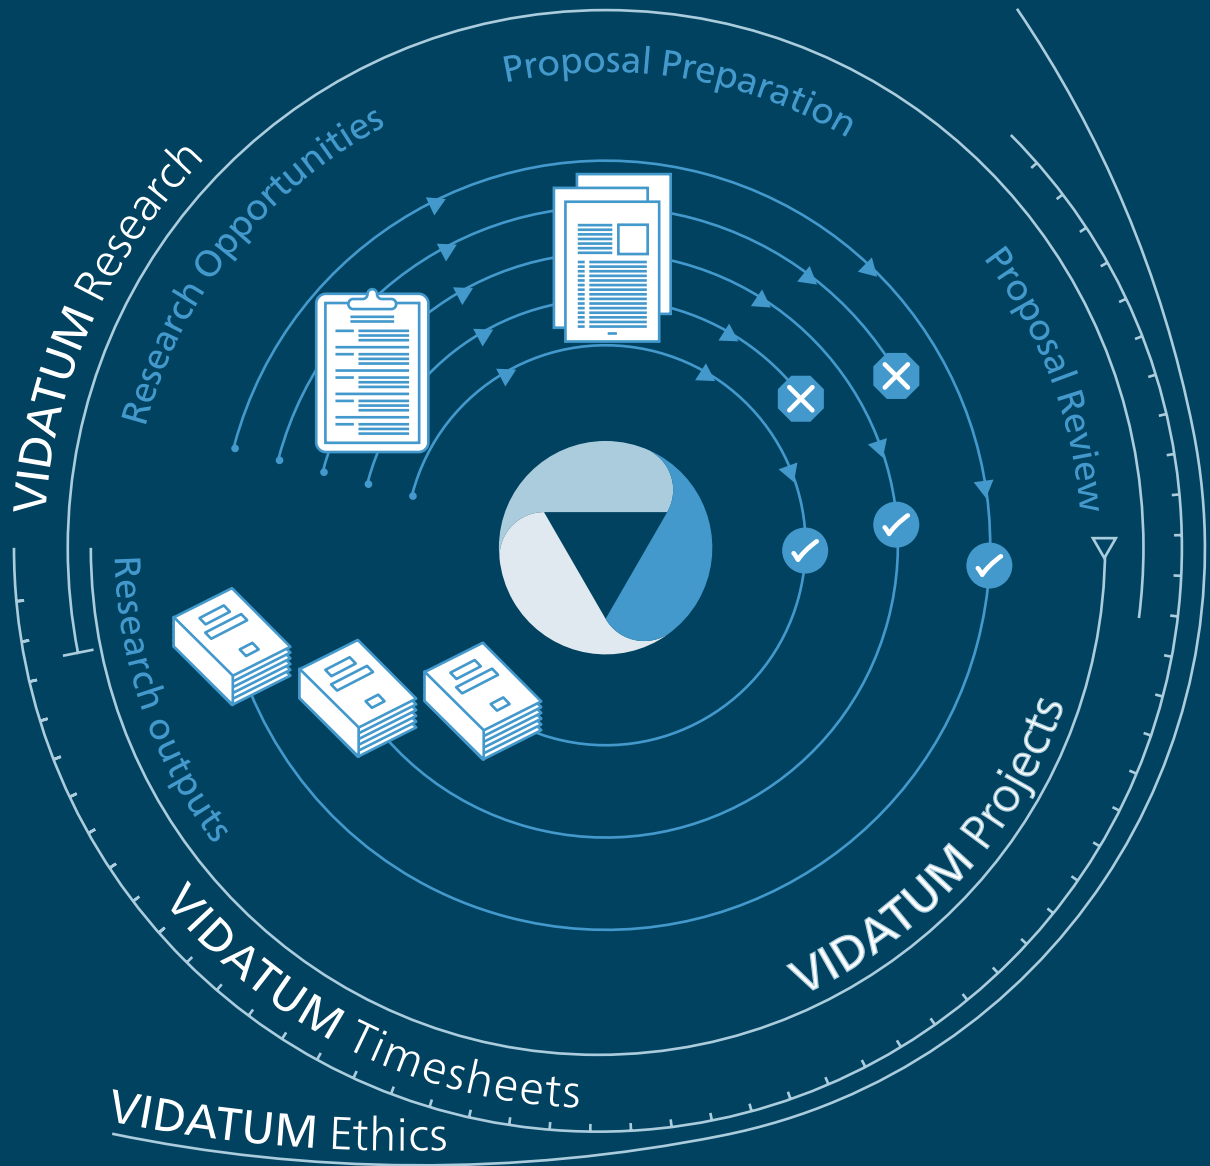 Proposal Preparation
Research Opportunities
VIDATUM Research
Proposal Review
Research outputs
VIDATUM Projects
VIDATUM Timesheets
VIDATUM Ethics